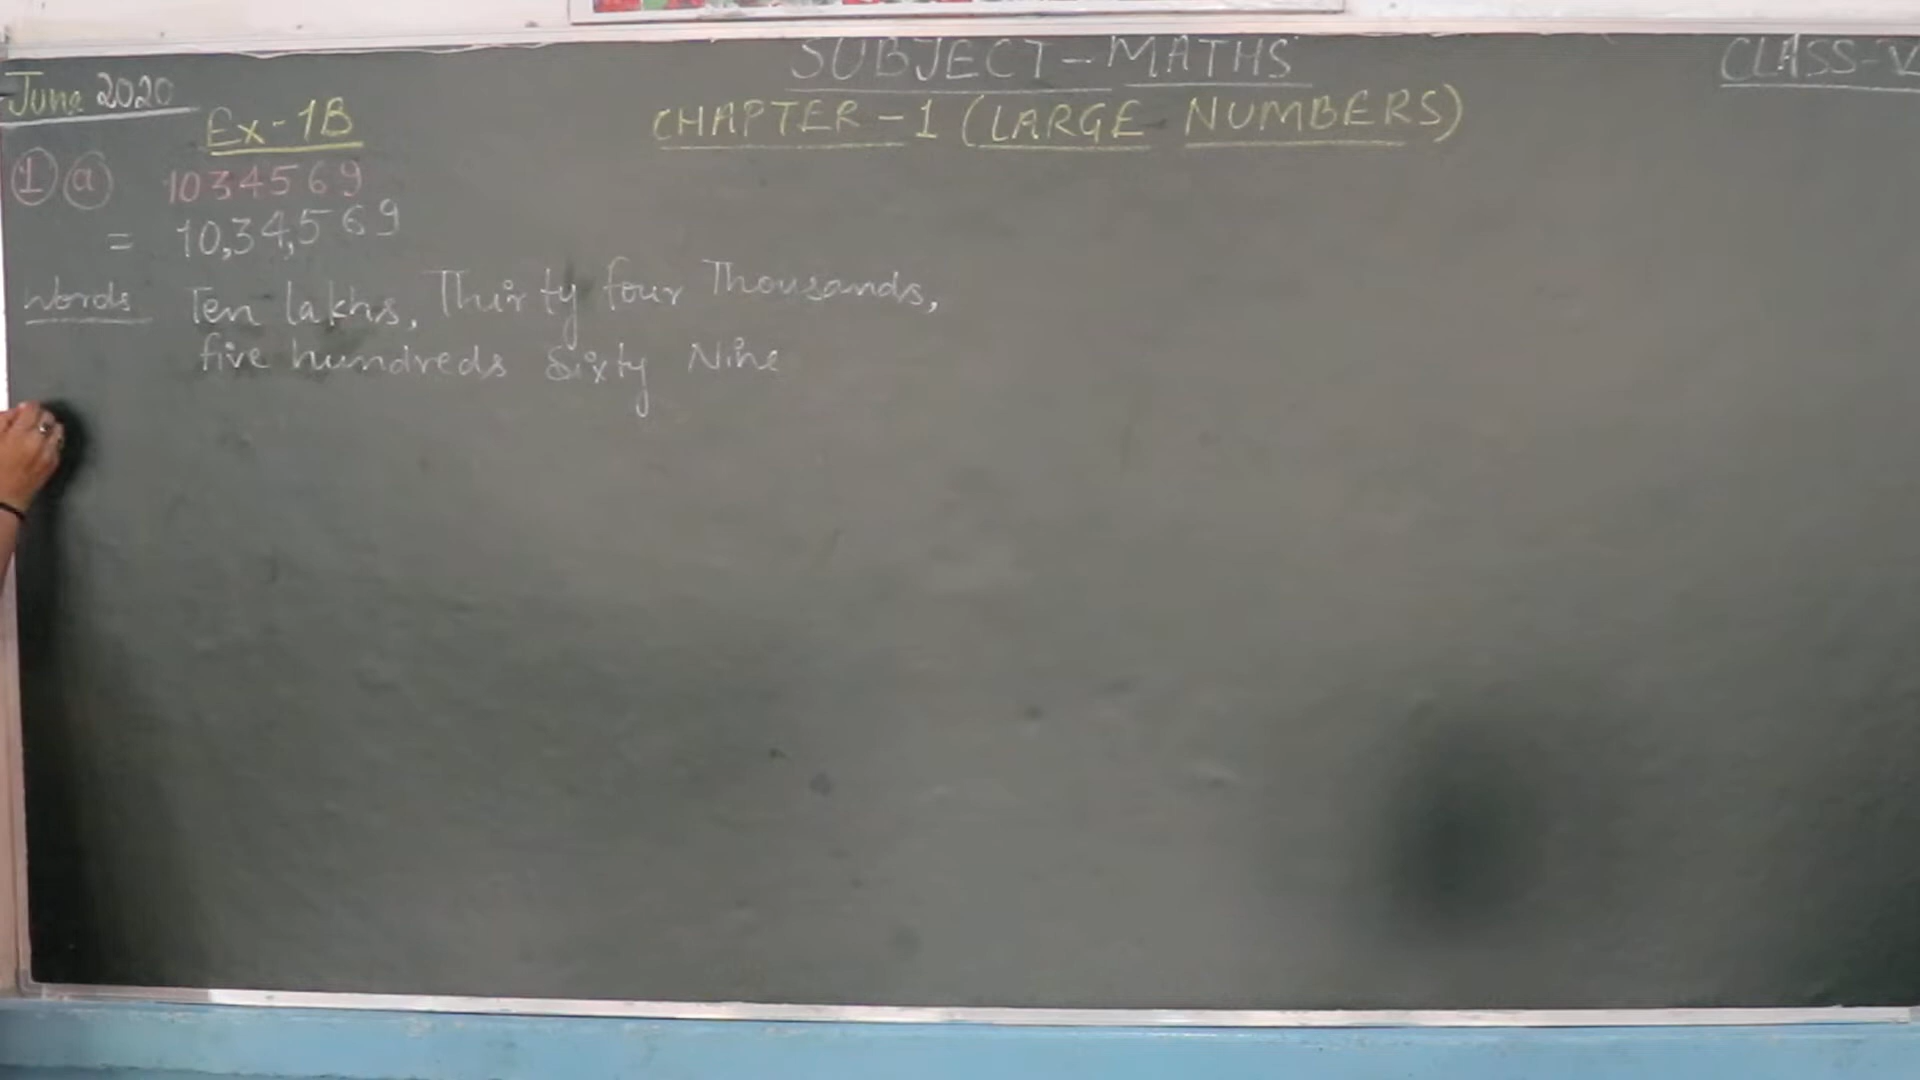 SUBJECT-MATHS
CLASS-V
June 2020
Ex-1B
CHAPTER-1 (LARGE NUMBERS)
1 a 1034569
= 10,34,569
Words Ten lakhs, Thirty four Thousands,
five hundreds Sixty Nine